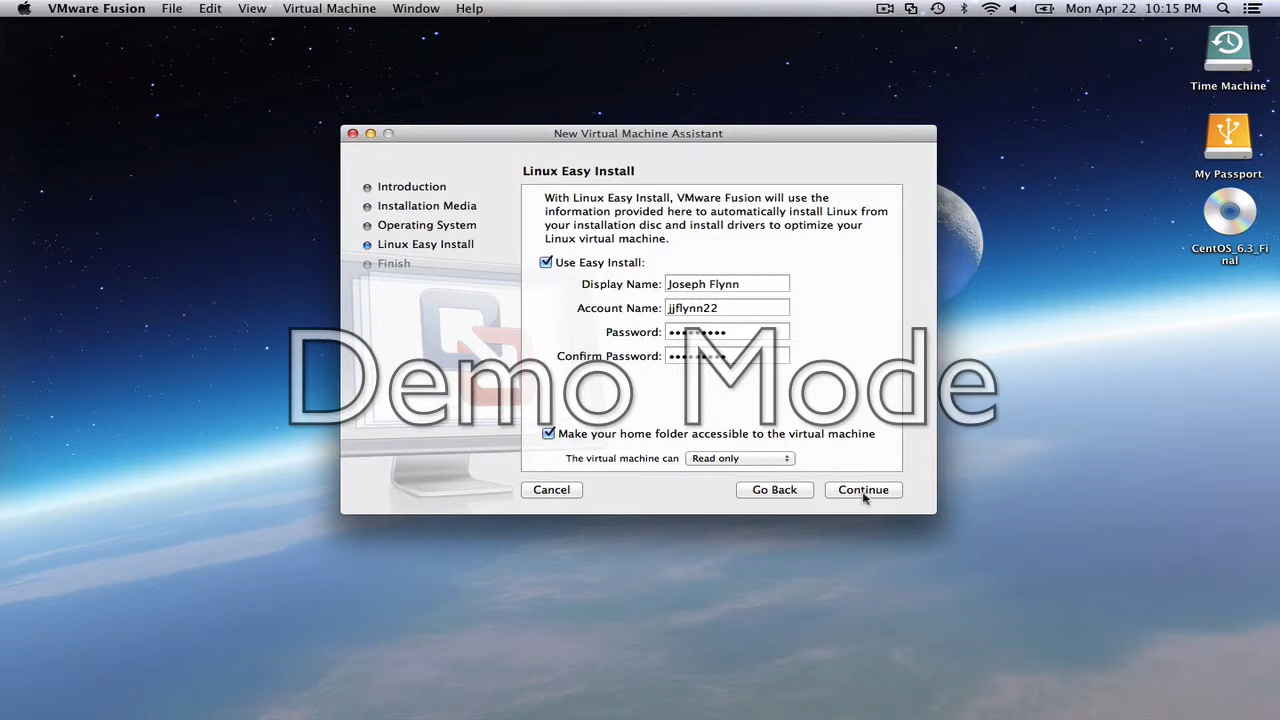 VMware Fusion File Edit View Virtual Machine Window Help Mon Apr 22 10:15 PM
Time Machine
My Passport
CentOS_6.3_Fi
nal
New Virtual Machine Assistant
Introduction
Installation Media
Operating System
Linux Easy Install
Finish
Linux Easy Install
With Linux Easy Install, VMware Fusion will use the
information provided here to automatically install Linux from
your installation disc and install drivers to optimize your
Linux virtual machine.
Use Easy Install:
Display Name: Joseph Flynn
Account Name: jjflynn22
Password: •••••••••
Confirm Password: •••••••••
Demo Mode
Make your home folder accessible to the virtual machine
The virtual machine can Read only
Cancel Go Back Continue